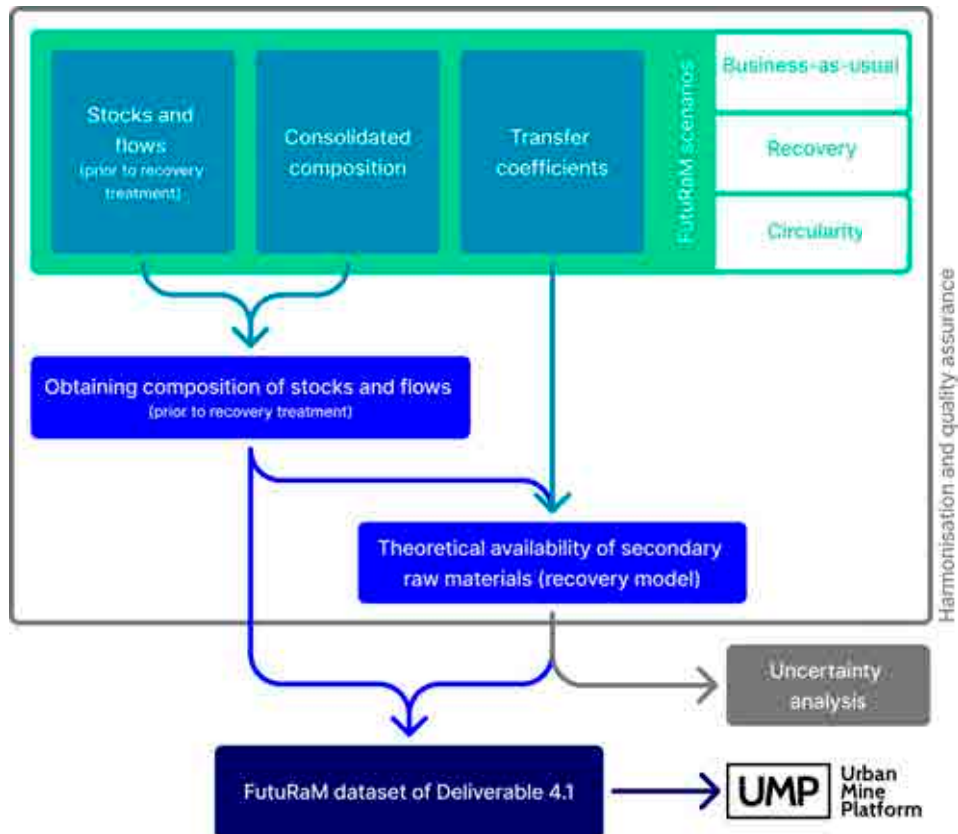 Stocks and
flows
(prior to recovery
treatment)
Consolidated
composition
Transfer
coefficients
FutuRaM scenarios
Business-as-usual
Recovery
Circularity
Harmonisation and quality assurance
Obtaining composition of stocks and flows
(prior to recovery treatment)
Theoretical availability of secondary
raw materials (recovery model)
Uncertainty
analysis
FutuRaM dataset of Deliverable 4.1
UMP
Urban
Mine
Platform